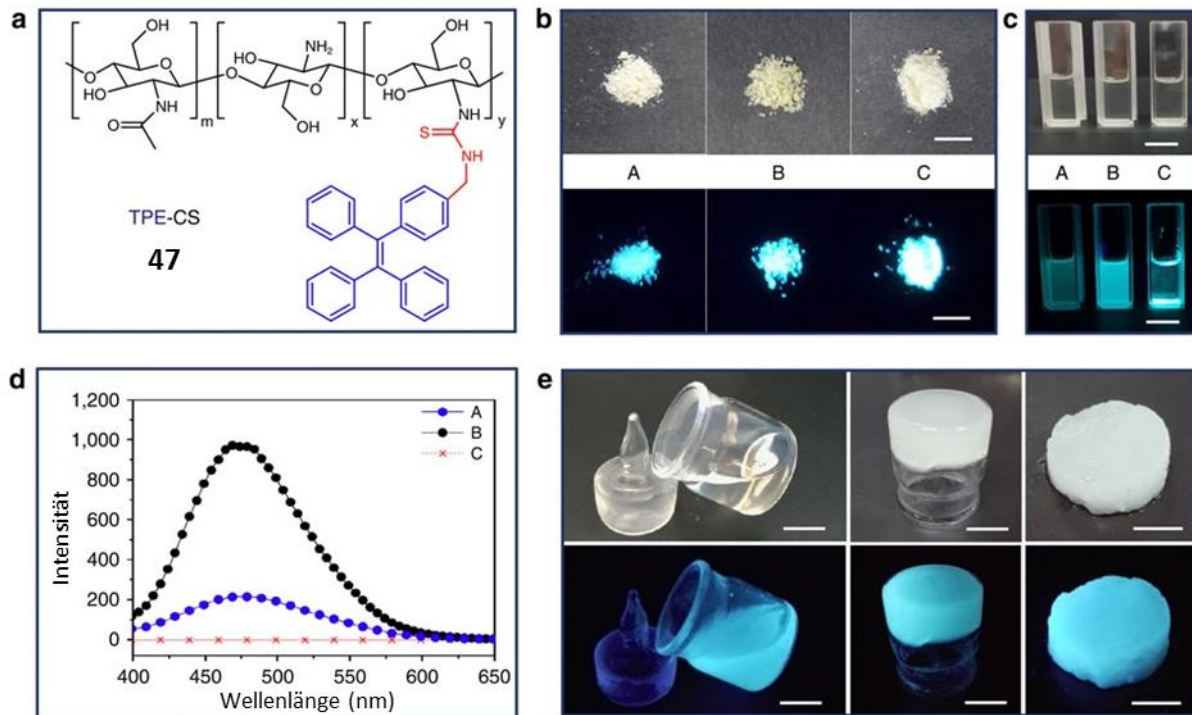 a
OH
m
NH2
HO
O
O
x
OH
OH
O
y
O
HO
NH
O
HO
NH
S
NH
TPE-CS
47
b
A B C
c
A B C
d
1,200
1,000
800
600
400
200
0
400 450 500 550 600 650
Intensität
Wellenlänge (nm)
A
B
C
e